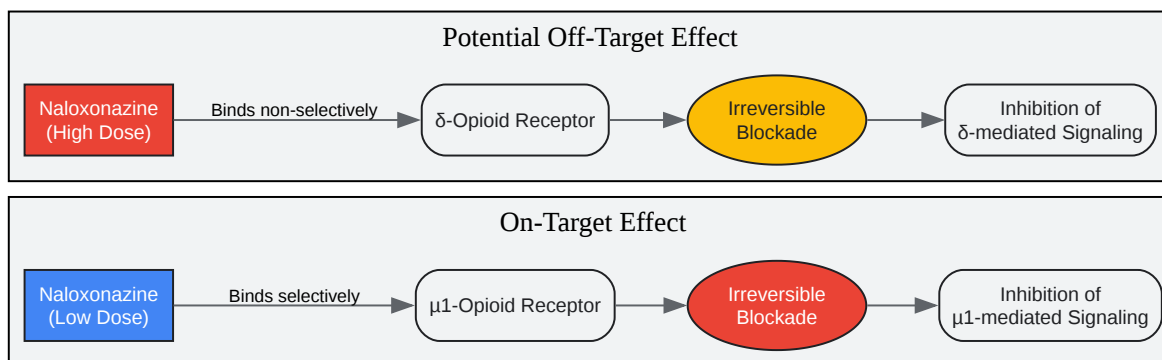 Potential Off-Target Effect
Naloxonazine
(High Dose)
Binds non-selectively
δ-Opioid Receptor
Irreversible
Blockade
Inhibition of
δ-mediated Signaling
On-Target Effect
Naloxonazine
(Low Dose)
Binds selectively
μ1-Opioid Receptor
Irreversible
Blockade
Inhibition of
μ1-mediated Signaling